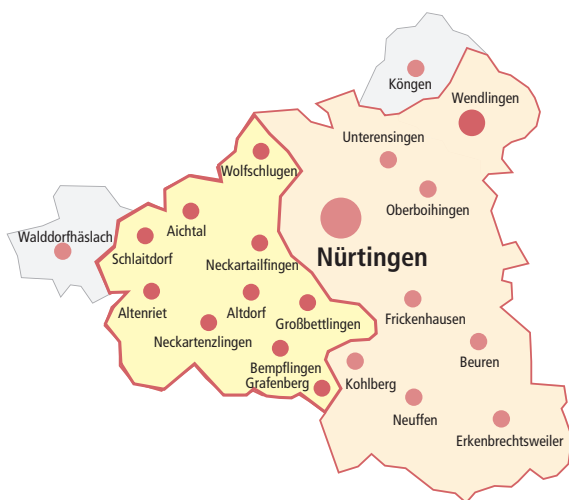 Köngen
Wendlingen
Unterensingen
Wolfschlugen
Oberboihingen
Aichtal
Walddorfhäslach
Schlaitdorf
Nürtingen
Neckartailfingen
Altenriet
Altdorf
Großbettlingen
Frickenhausen
Neckartenzlingen
Beuren
Bempflingen
Grafenberg
Kohlberg
Neuffen
Erkenbrechtsweiler